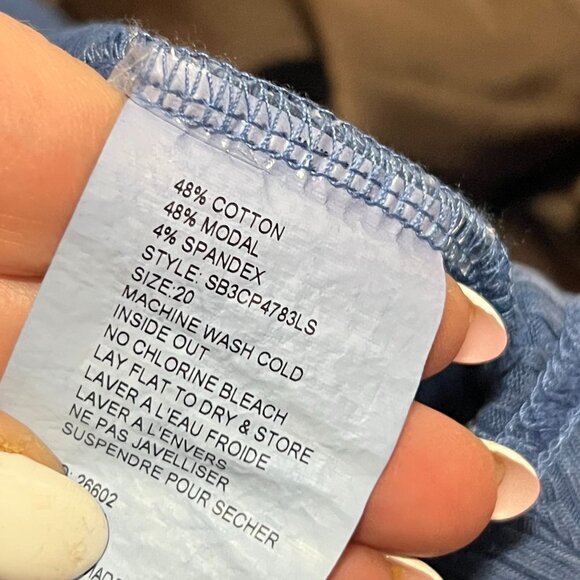 48% COTTON
48% MODAL
4% SPANDEX
STYLE: SB3CP4783LS
SIZE:20
MACHINE WASH COLD
INSIDE OUT
NO CHLORINE BLEACH
LAY FLAT TO DRY & STORE
LAVER A L'EAU FROIDE
LAVER A L'ENVERS
NE PAS JAVELLISER
SUSPENDRE POUR SECHER
26602